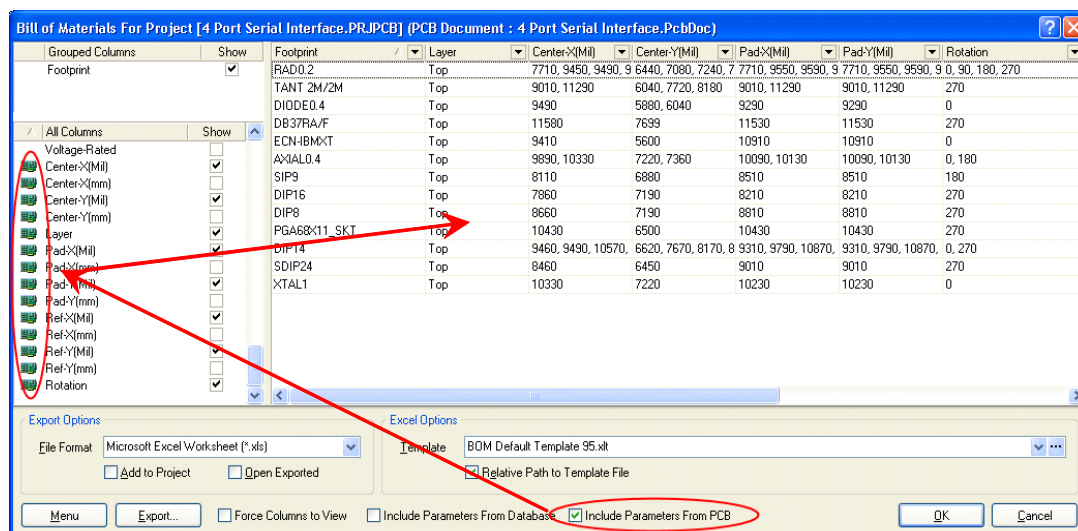 Bill of Materials For Project [4 Port Serial Interface.PRJPCB] (PCB Document : 4 Port Serial Interface.PcbDoc)
Grouped Columns Show
Footprint
All Columns Show
Voltage-Rated
Center-X(Mil)
Center-X(mm)
Center-Y(Mil)
Center-Y(mm)
Layer
Pad-X(Mil)
Pad-X(mm)
Pad-Y(Mil)
Pad-Y(mm)
Ref-X(Mil)
Ref-X(mm)
Ref-Y(Mil)
Ref-Y(mm)
Rotation
Footprint Layer Center-X(Mil) Center-Y(Mil) Pad-X(Mil) Pad-Y(Mil) Rotation
RAD0.2 Top 7710, 9450, 9490, 9 6440, 7080, 7240, 7 7710, 9550, 9590, 9 7710, 9550, 9590, 9 0, 90, 180, 270
TANT 2M/2M Top 9010, 11290 6040, 7720, 8180 9010, 11290 9010, 11290 270
DIODE0.4 Top 9490 5880, 6040 9290 9290 0
DB37RA/F Top 11580 7699 11530 11530 270
ECN-IBMXT Top 9410 5600 10910 10910 0
AXIAL0.4 Top 9890, 10330 7220, 7360 10090, 10130 10090, 10130 0, 180
SIP9 Top 8110 6880 8510 8510 180
DIP16 Top 7860 7190 8210 8210 270
DIP8 Top 8660 7190 8810 8810 270
PGA68X11_SKT Top 10430 6500 10430 10430 270
DIP14 Top 9460, 9490, 10570, 6620, 7670, 8170, 8 9310, 9790, 10870, 9310, 9790, 10870, 0, 270
SDIP24 Top 8460 6450 9010 9010 270
XTAL1 Top 10330 7220 10230 10230 0
Export Options
File Format Microsoft Excel Worksheet (*.xls)
Add to Project Open Exported
Excel Options
Template BOM Default Template 95.xlt
Relative Path to Template File
Menu Export... Force Columns to View Include Parameters From Database Include Parameters From PCB OK Cancel